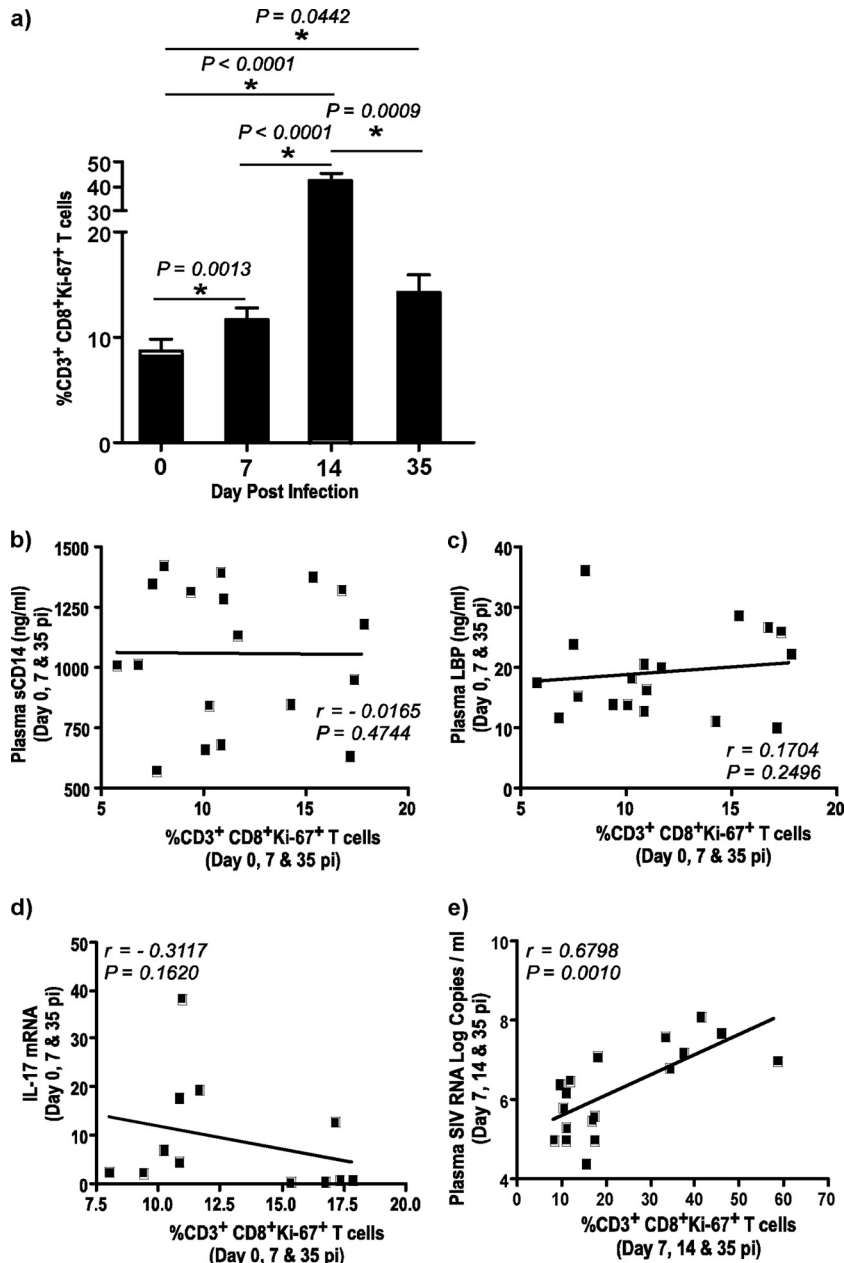 a)
P = 0.0442
*
P < 0.0001
*
P = 0.0009
P < 0.0001
*
*
50
40
30
20
10
0
%CD3+ CD8+Ki-67+ T cells
P = 0.0013
*
0 7 14 35
Day Post Infection
b)
1500
1250
1000
750
500
Plasma sCD14 (ng/ml)
(Day 0, 7 & 35 pi)
r = - 0.0165
P = 0.4744
5 10 15 20
%CD3+ CD8+Ki-67+ T cells
(Day 0, 7 & 35 pi)
c)
40
30
20
10
0
Plasma LBP (ng/ml)
(Day 0, 7 & 35 pi)
r = 0.1704
P = 0.2496
5 10 15 20
%CD3+ CD8+Ki-67+ T cells
(Day 0, 7 & 35 pi)
d)
50
40
30
20
10
0
IL-17 mRNA
(Day 0, 7 & 35 pi)
r = - 0.3117
P = 0.1620
7.5 10.0 12.5 15.0 17.5 20.0
%CD3+ CD8+Ki-67+ T cells
(Day 0, 7 & 35 pi)
e)
10
8
6
4
Plasma SIV RNA Log Copies / ml
(Day 7, 14 & 35 pi)
r = 0.6798
P = 0.0010
0 10 20 30 40 50 60 70
%CD3+ CD8+Ki-67+ T cells
(Day 7, 14 & 35 pi)